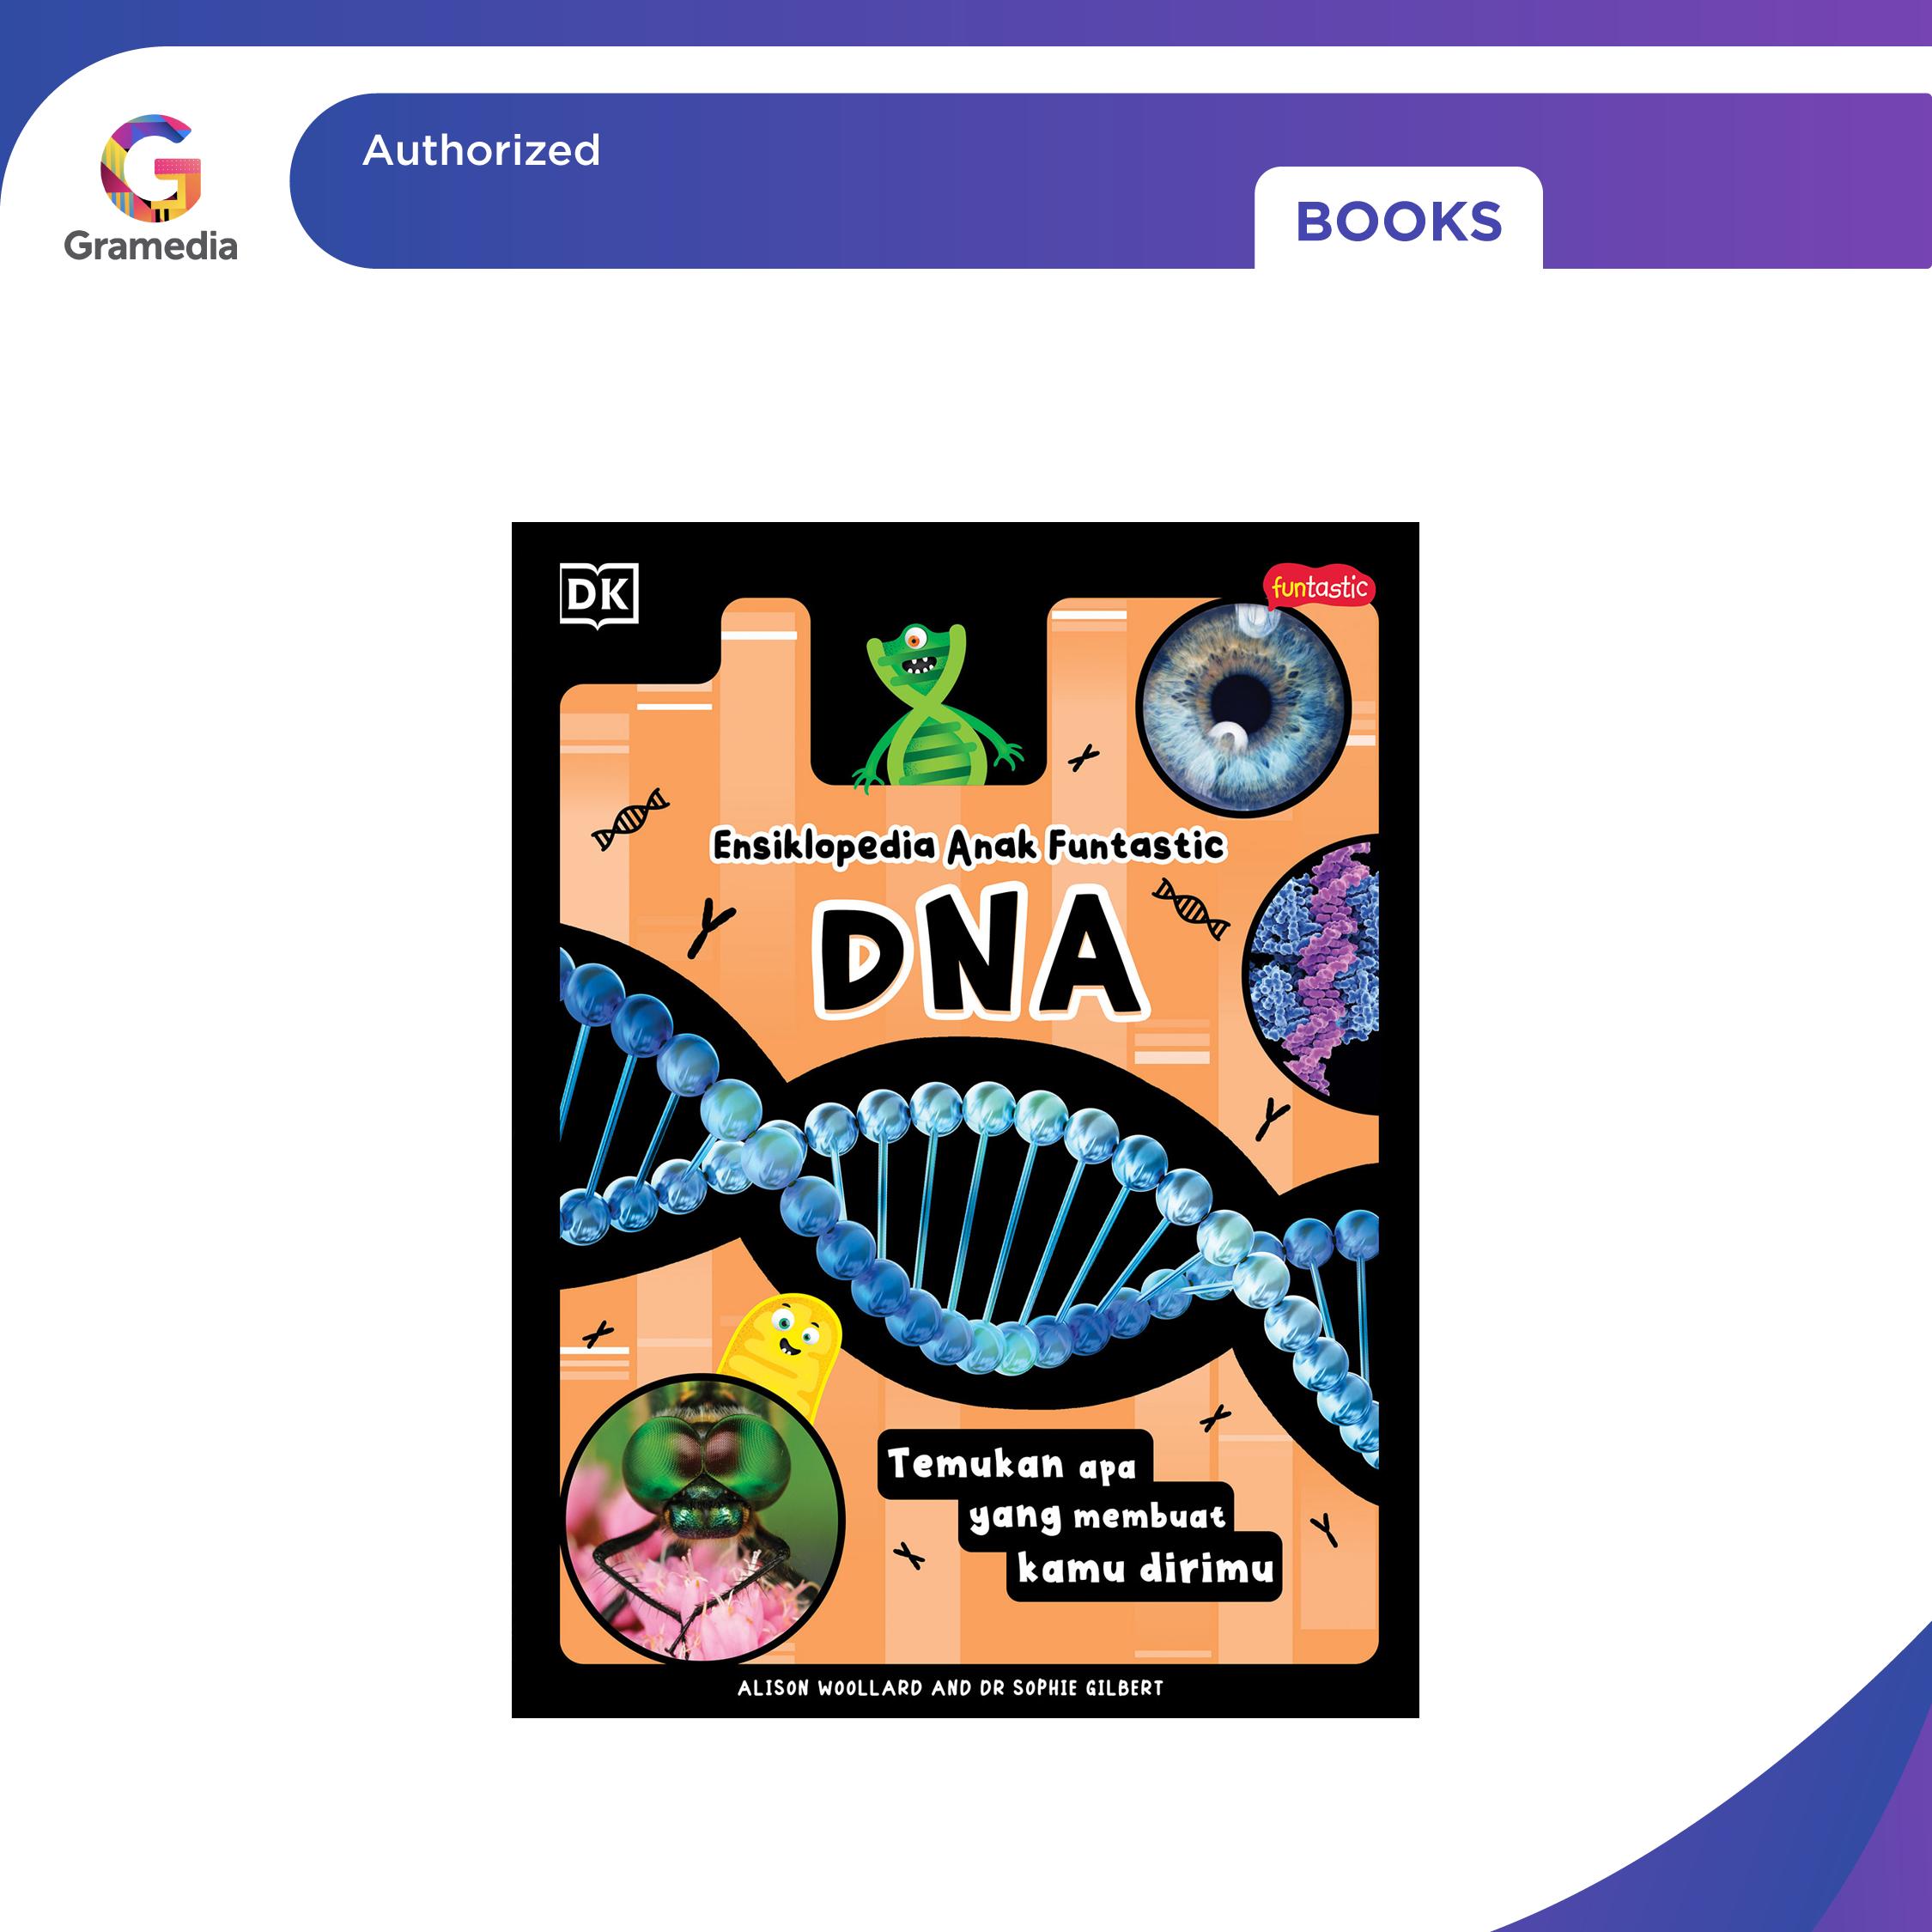 Gramedia
Authorized
BOOKS
DK
funtastic
Ensiklopedia Anak Funtastic
DNA
Temukan apa
yang membuat
kamu dirimu
ALISON WOOLLARD AND DR SOPHIE GILBERT